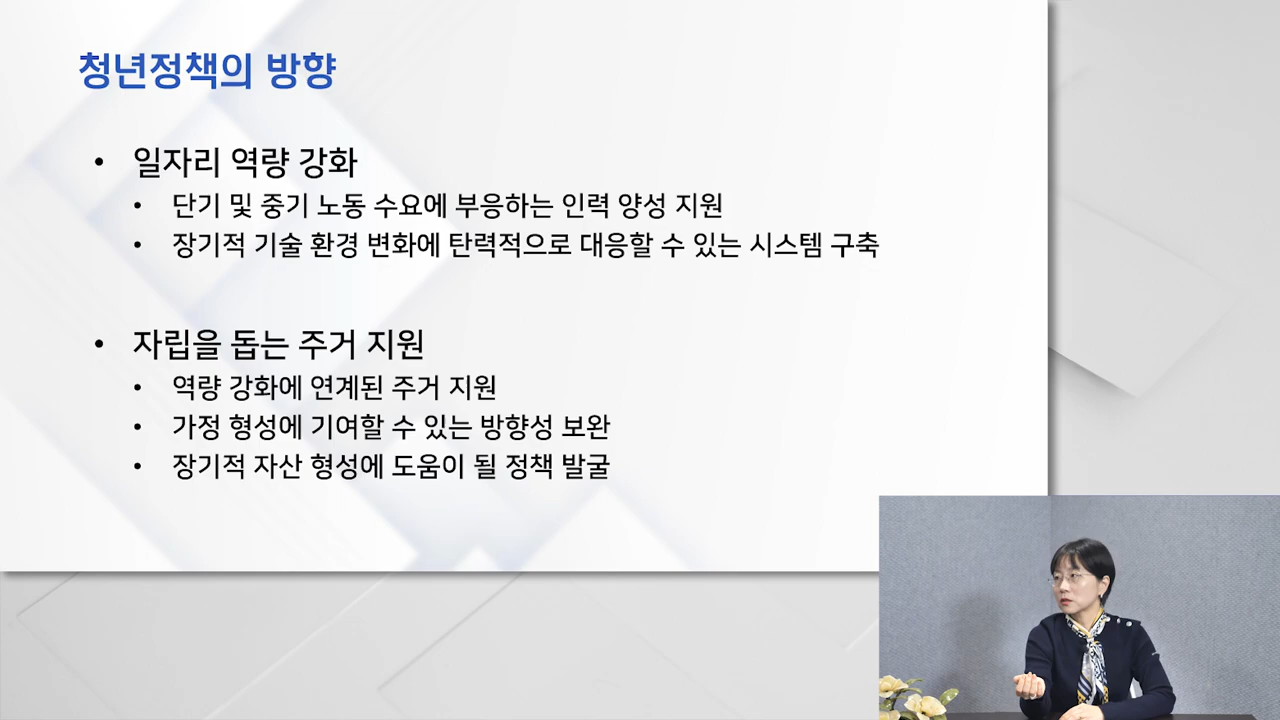 청년정책의 방향
• 일자리 역량 강화
• 단기 및 중기 노동 수요에 부응하는 인력 양성 지원
• 장기적 기술 환경 변화에 탄력적으로 대응할 수 있는 시스템 구축
• 자립을 돕는 주거 지원
• 역량 강화에 연계된 주거 지원
• 가정 형성에 기여할 수 있는 방향성 보완
• 장기적 자산 형성에 도움이 될 정책 발굴